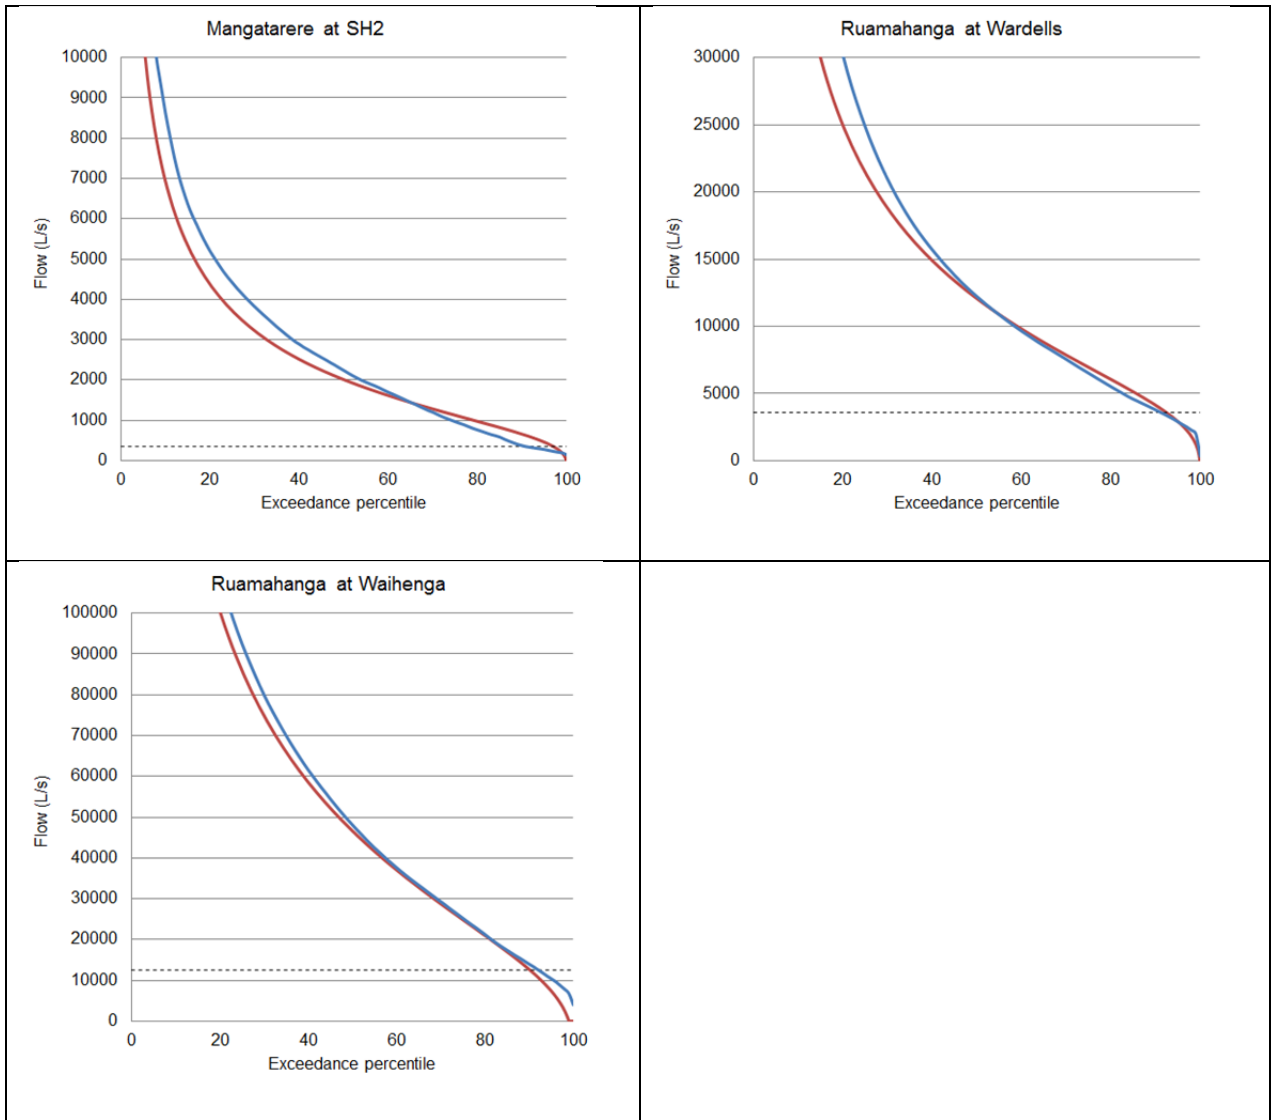 Mangatarere at SH2
10000
9000
8000
7000
6000
5000
4000
3000
2000
1000
0
Flow (L/s)
0 20 40 60 80 100
Exceedance percentile
Ruamahanga at Wardells
30000
25000
20000
15000
10000
5000
0
Flow (L/s)
0 20 40 60 80 100
Exceedance percentile
Ruamahanga at Waihenga
100000
90000
80000
70000
60000
50000
40000
30000
20000
10000
0
Flow (L/s)
0 20 40 60 80 100
Exceedance percentile